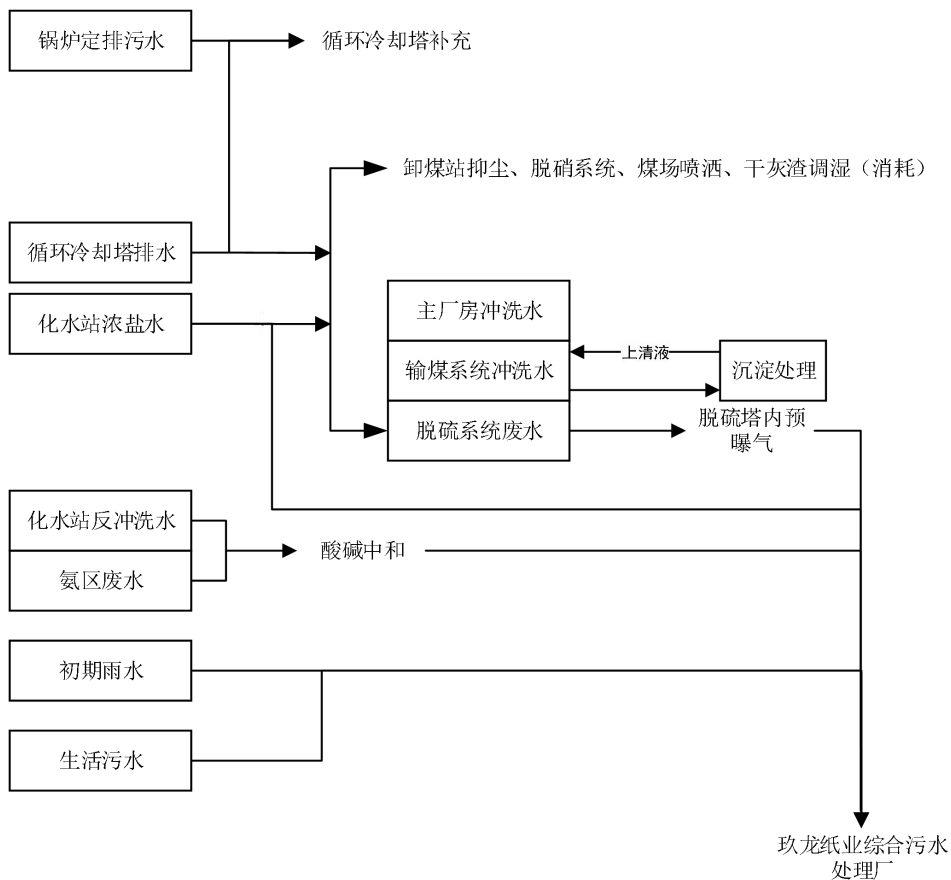 锅炉定排污水
循环冷却塔补充
卸煤站抑尘、脱硝系统、煤场喷洒、干灰渣调湿（消耗）
循环冷却塔排水
化水站浓盐水
主厂房冲洗水
上清液
输煤系统冲洗水
沉淀处理
脱硫系统废水
脱硫塔内预
曝气
化水站反冲洗水
酸碱中和
氨区废水
初期雨水
生活污水
玖龙纸业综合污水
处理厂